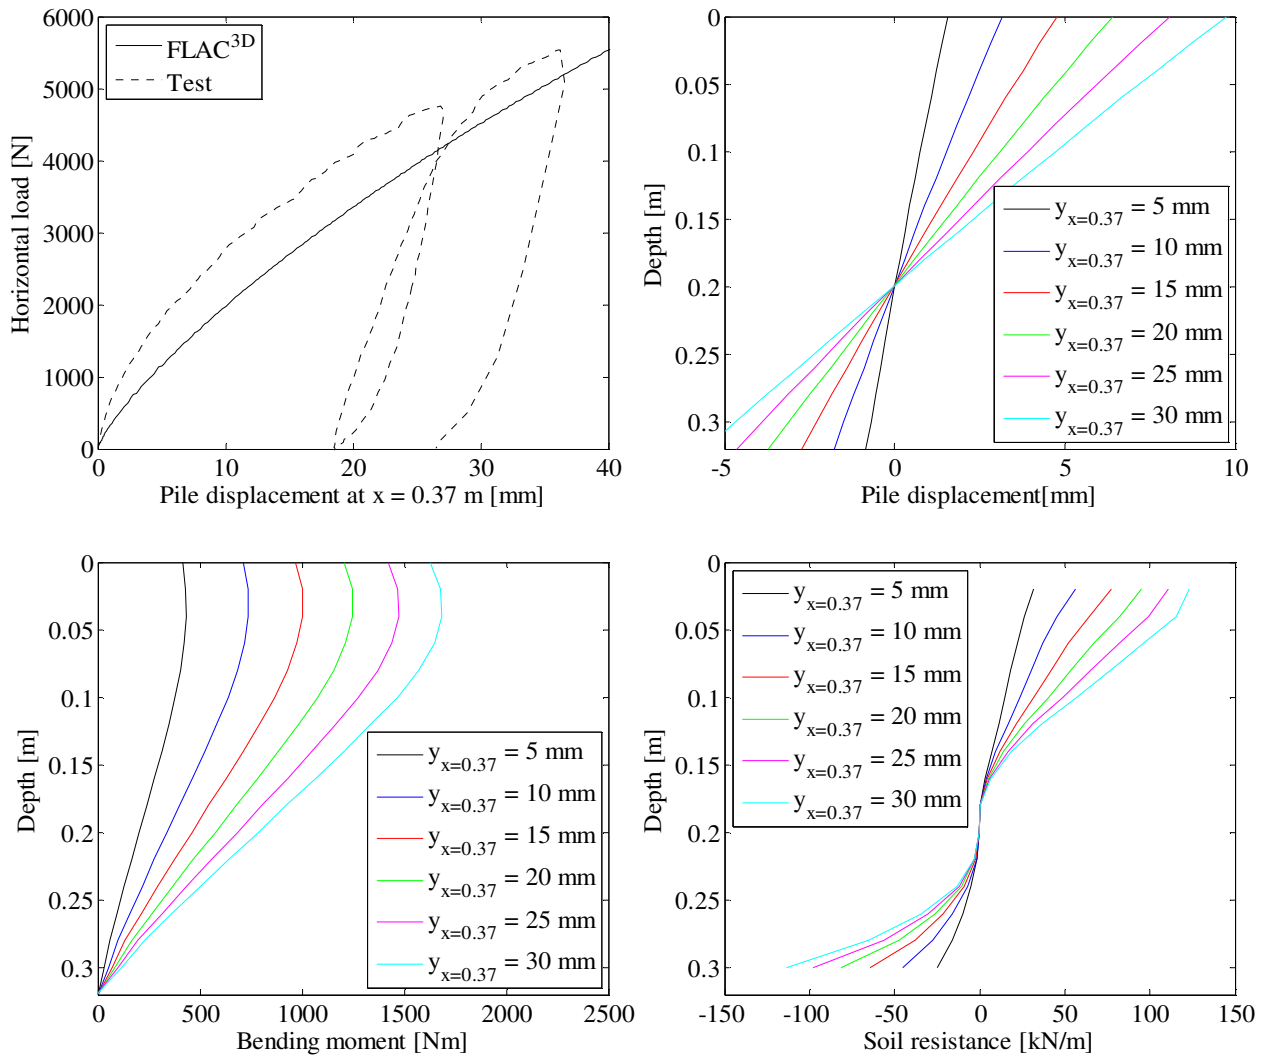 6000
5000
4000
3000
2000
1000
0
Horizontal load [N]
FLAC3D
Test
0 10 20 30 40
Pile displacement at x = 0.37 m [mm]
0
0.05
0.1
0.15
0.2
0.25
0.3
Depth [m]
yx=0.37 = 5 mm
yx=0.37 = 10 mm
yx=0.37 = 15 mm
yx=0.37 = 20 mm
yx=0.37 = 25 mm
yx=0.37 = 30 mm
-5 0 5 10
Pile displacement[mm]
0
0.05
0.1
0.15
0.2
0.25
0.3
Depth [m]
yx=0.37 = 5 mm
yx=0.37 = 10 mm
yx=0.37 = 15 mm
yx=0.37 = 20 mm
yx=0.37 = 25 mm
yx=0.37 = 30 mm
0 500 1000 1500 2000 2500
Bending moment [Nm]
0
0.05
0.1
0.15
0.2
0.25
0.3
Depth [m]
yx=0.37 = 5 mm
yx=0.37 = 10 mm
yx=0.37 = 15 mm
yx=0.37 = 20 mm
yx=0.37 = 25 mm
yx=0.37 = 30 mm
-150 -100 -50 0 50 100 150
Soil resistance [kN/m]